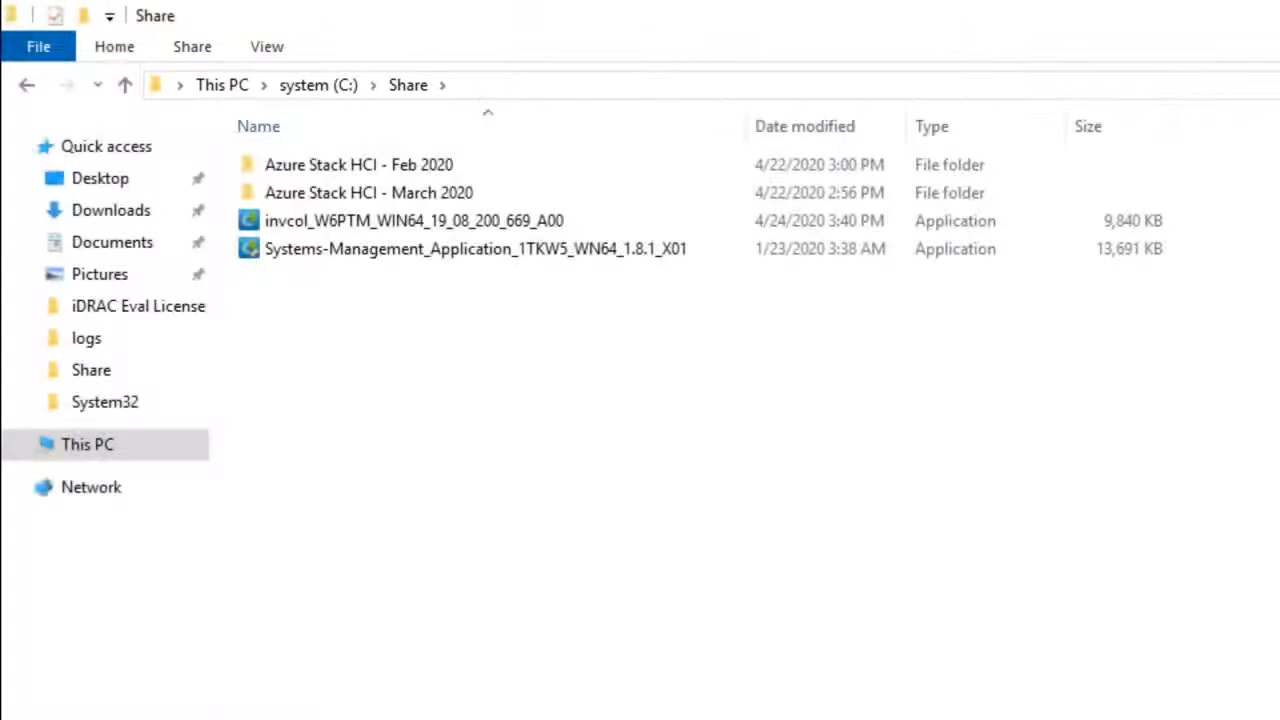 Share
File Home Share View
This PC system (C:) Share
Name Date modified Type Size
Quick access
Desktop
Downloads
Documents
Pictures
iDRAC Eval License
logs
Share
System32
This PC
Network
Azure Stack HCI - Feb 2020 4/22/2020 3:00 PM File folder
Azure Stack HCI - March 2020 4/22/2020 2:56 PM File folder
invcol_W6PTM_WIN64_19_08_200_669_A00 4/24/2020 3:40 PM Application 9,840 KB
Systems-Management_Application_1TKW5_WN64_1.8.1_X01 1/23/2020 3:38 AM Application 13,691 KB